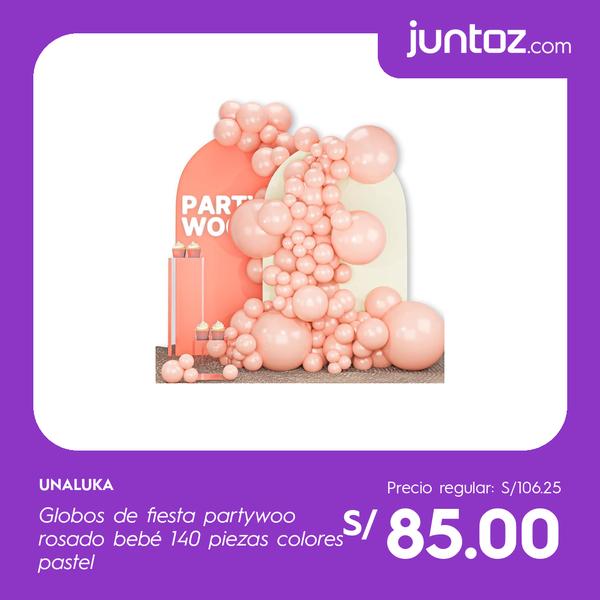 juntoz.com
PARTY
WOO
UNALUKA
Globos de fiesta partywoo
rosado bebé 140 piezas colores
pastel
Precio regular: S/106.25
S/ 85.00